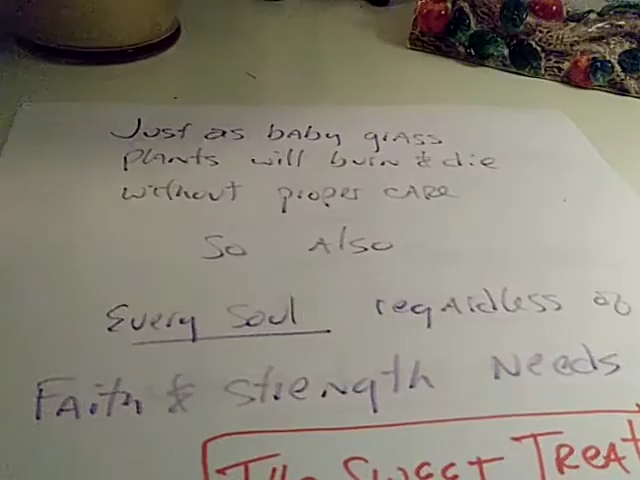 Just as baby grass
plants will burn & die
without proper care
So Also
Every Soul regardless of
Faith & Strength Needs
The Sweet Treat